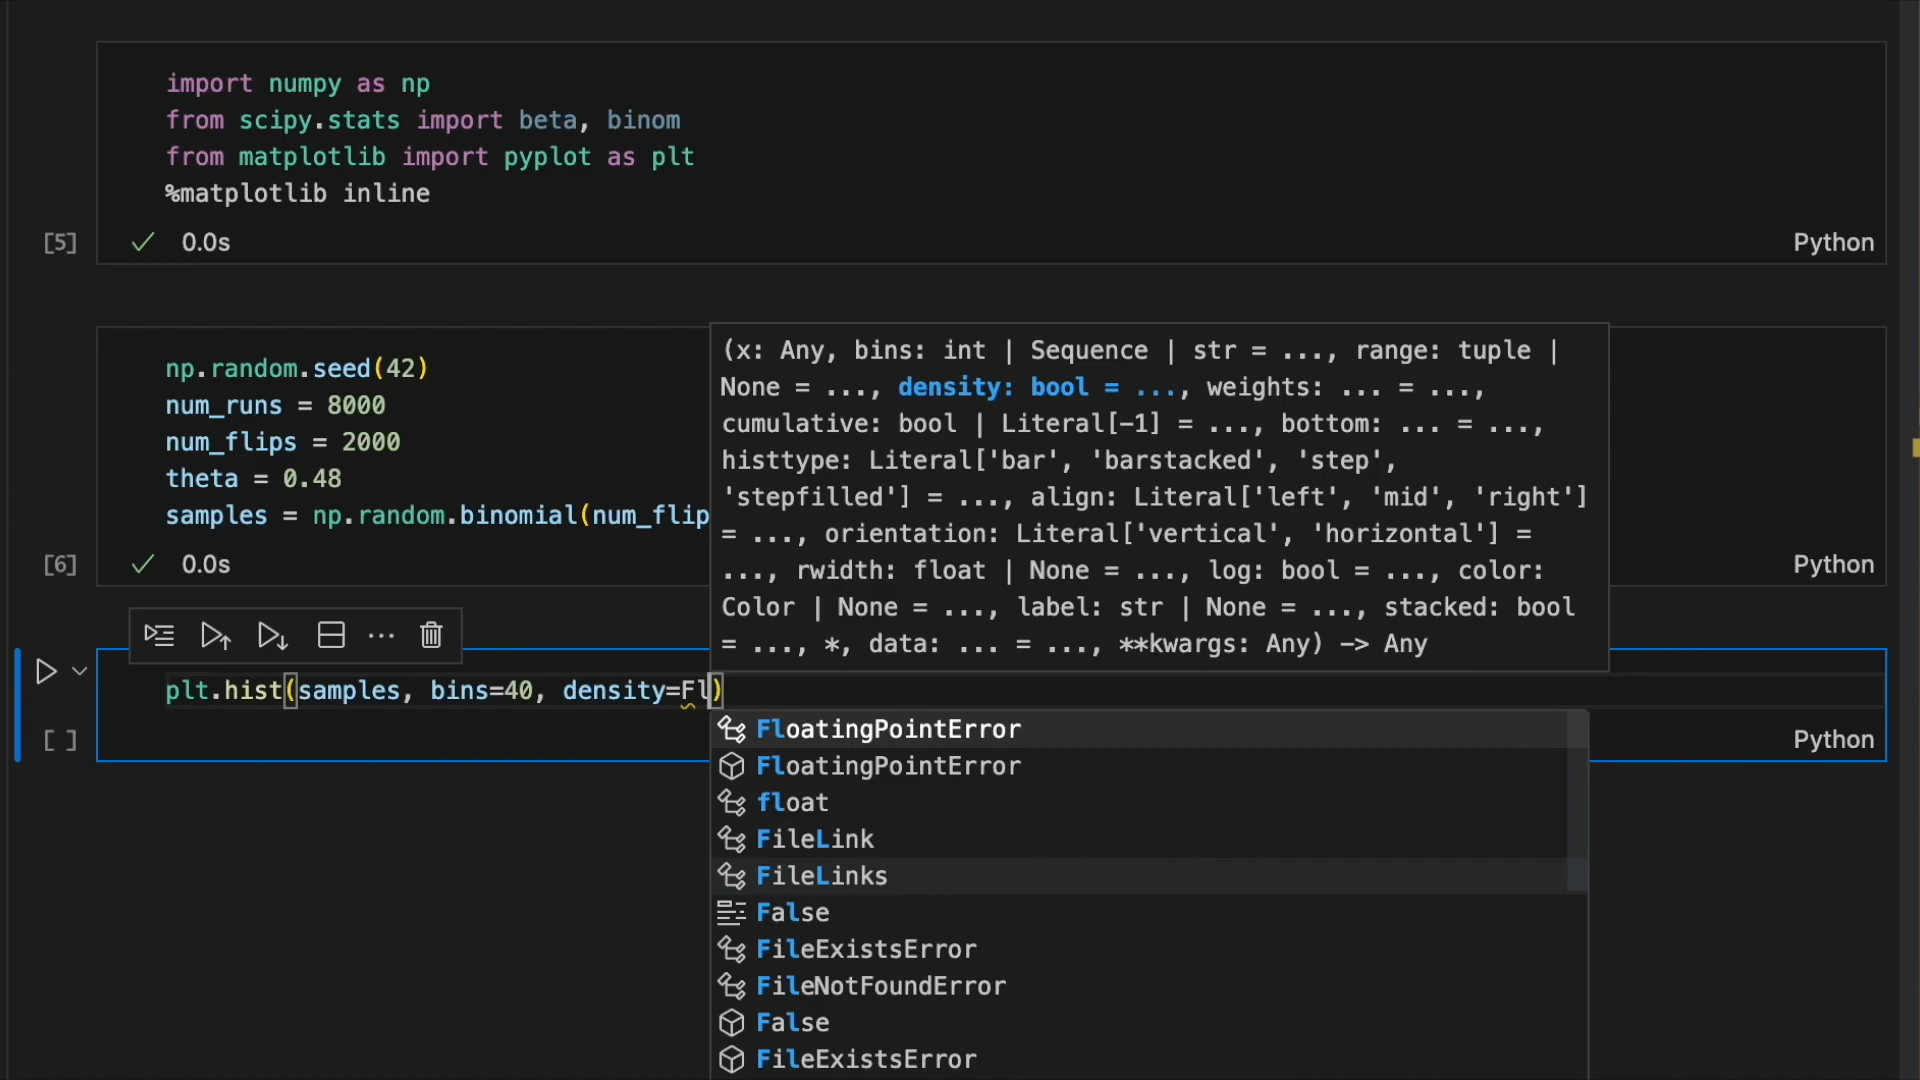 import numpy as np
from scipy.stats import beta, binom
from matplotlib import pyplot as plt
%matplotlib inline
[5]
0.0s
Python
np.random.seed(42)
num_runs = 8000
num_flips = 2000
theta = 0.48
samples = np.random.binomial(num_flip
[6]
0.0s
Python
(x: Any, bins: int | Sequence | str = ..., range: tuple |
None = ..., density: bool = ..., weights: ... = ...,
cumulative: bool | Literal[-1] = ..., bottom: ... = ...,
histtype: Literal['bar', 'barstacked', 'step',
'stepfilled'] = ..., align: Literal['left', 'mid', 'right']
= ..., orientation: Literal['vertical', 'horizontal'] =
..., rwidth: float | None = ..., log: bool = ..., color:
Color | None = ..., label: str | None = ..., stacked: bool
= ..., *, data: ... = ..., **kwargs: Any) -> Any
plt.hist(samples, bins=40, density=Fl)
[ ]
Python
FloatingPointError
FloatingPointError
float
FileLink
FileLinks
False
FileExistsError
FileNotFoundError
False
FileExistsError